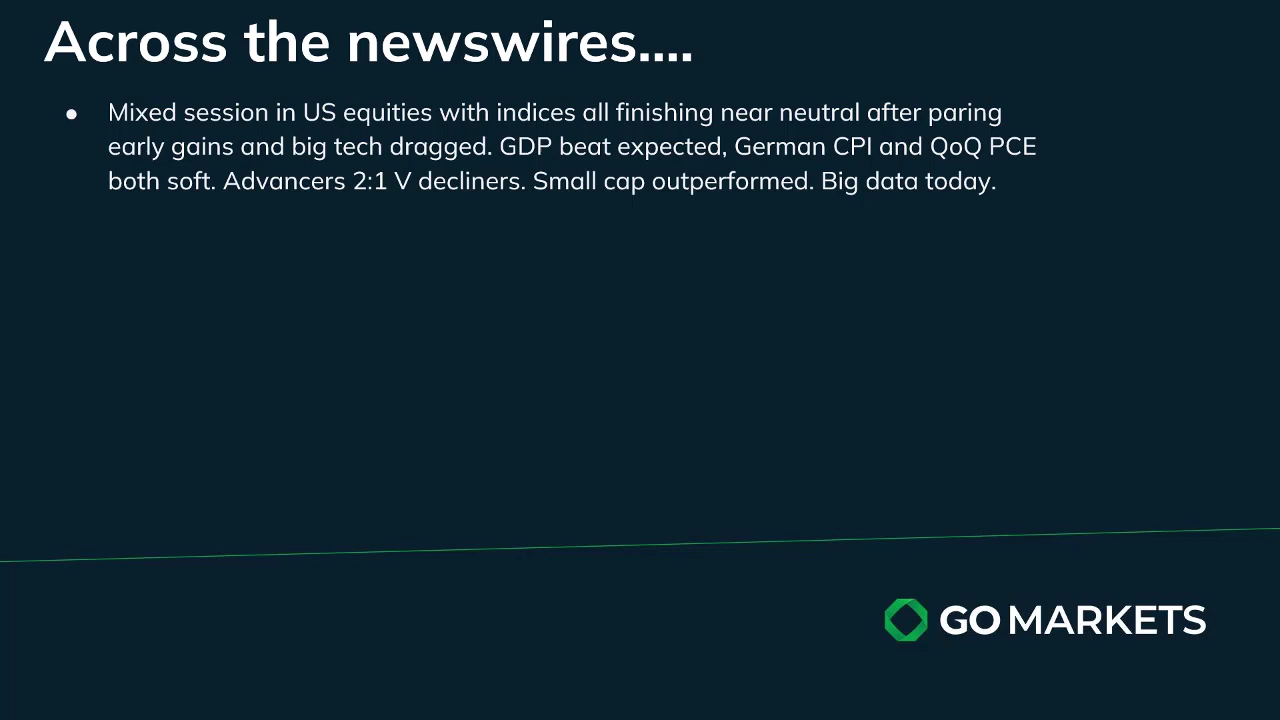 Across the newswires....
● Mixed session in US equities with indices all finishing near neutral after paring
early gains and big tech dragged. GDP beat expected, German CPI and QoQ PCE
both soft. Advancers 2:1 V decliners. Small cap outperformed. Big data today.
GO MARKETS